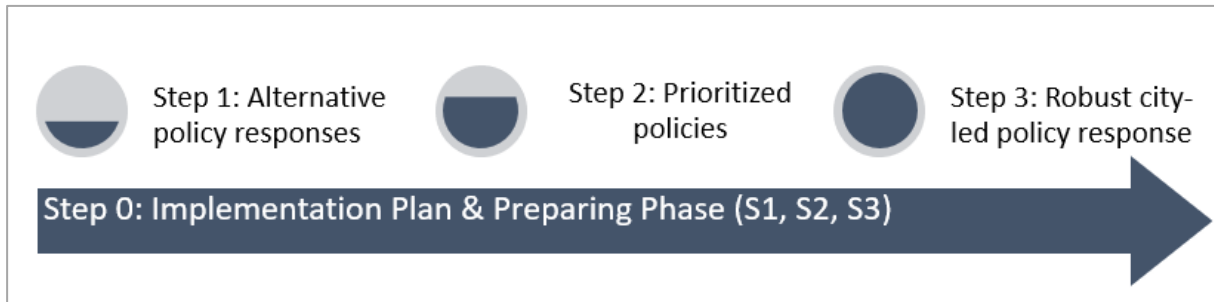 Step 1: Alternative
policy responses
Step 2: Prioritized
policies
Step 3: Robust city-
led policy response
Step 0: Implementation Plan & Preparing Phase (S1, S2, S3)